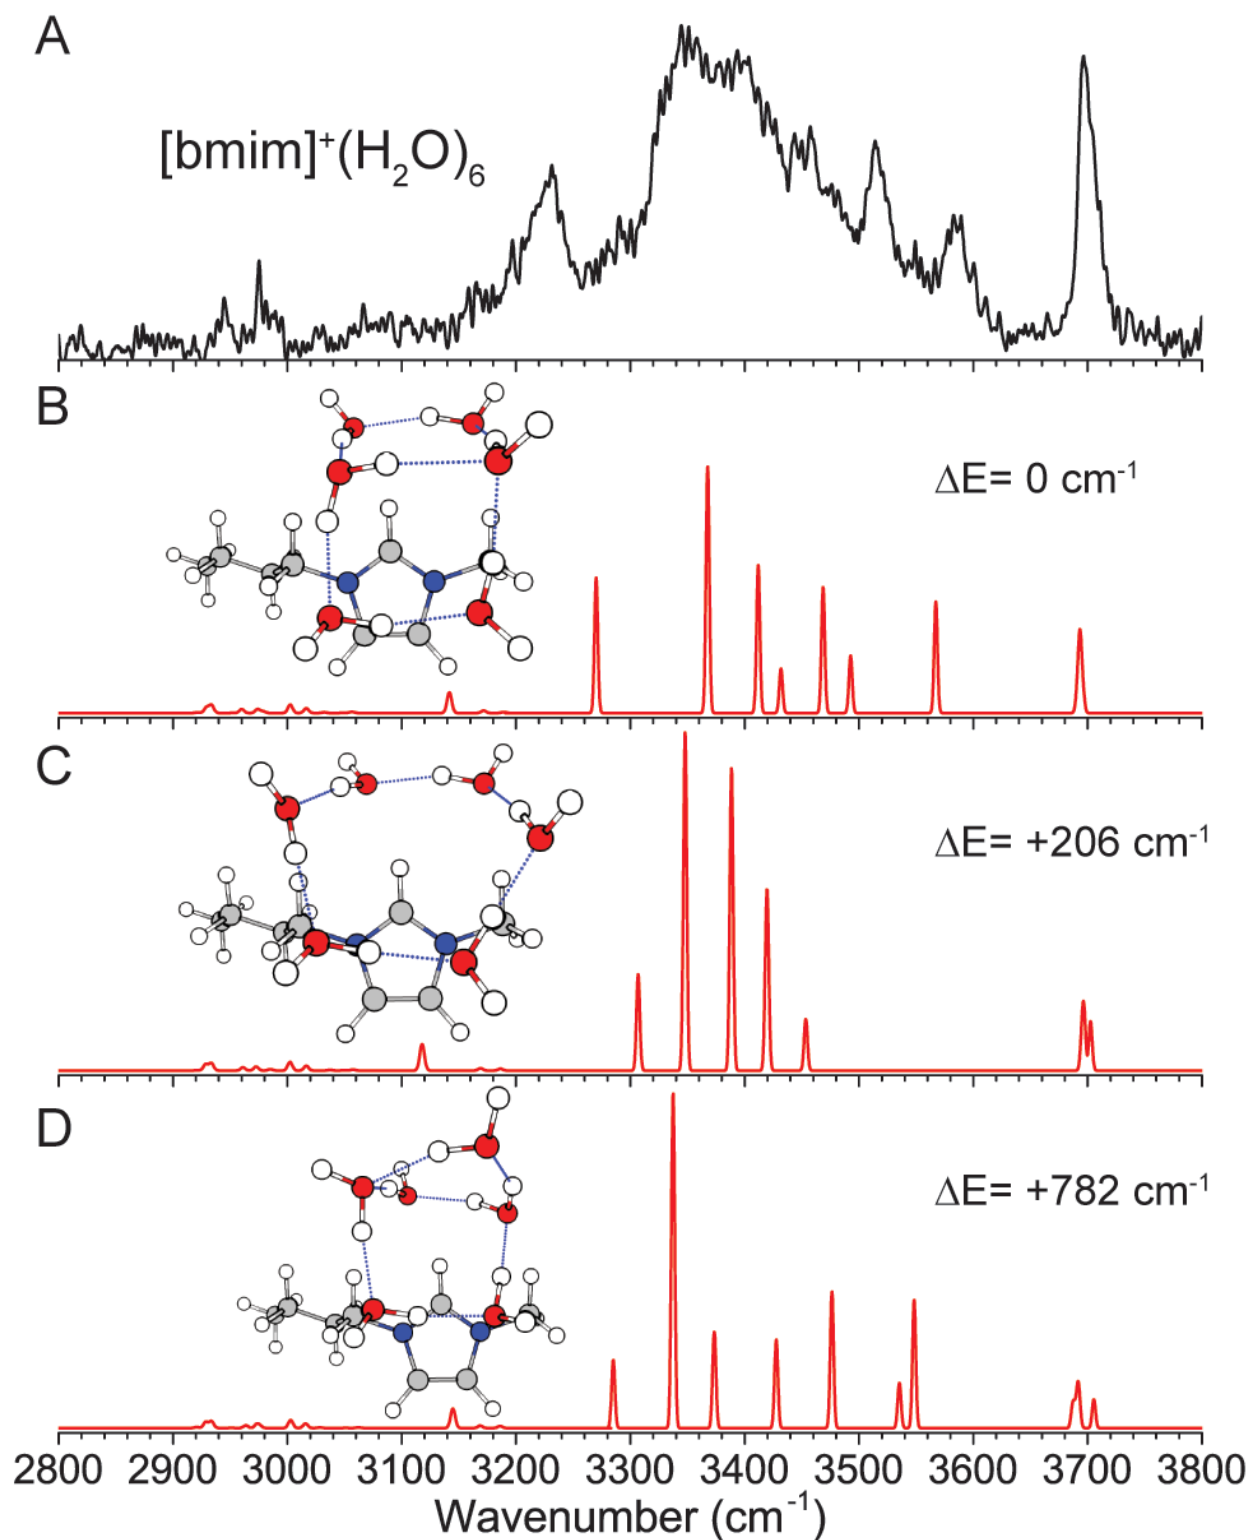 A
[bmim]⁺(H₂O)₆
B
ΔE= 0 cm⁻¹
C
ΔE= +206 cm⁻¹
D
ΔE= +782 cm⁻¹
2800 2900 3000 3100 3200 3300 3400 3500 3600 3700 3800
Wavenumber (cm⁻¹)